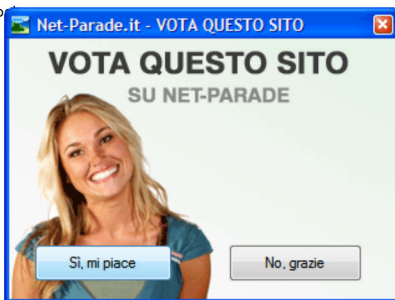 Net-Parade.it - VOTA QUESTO SITO
VOTA QUESTO SITO
SU NET-PARADE
Sì, mi piace
No, grazie